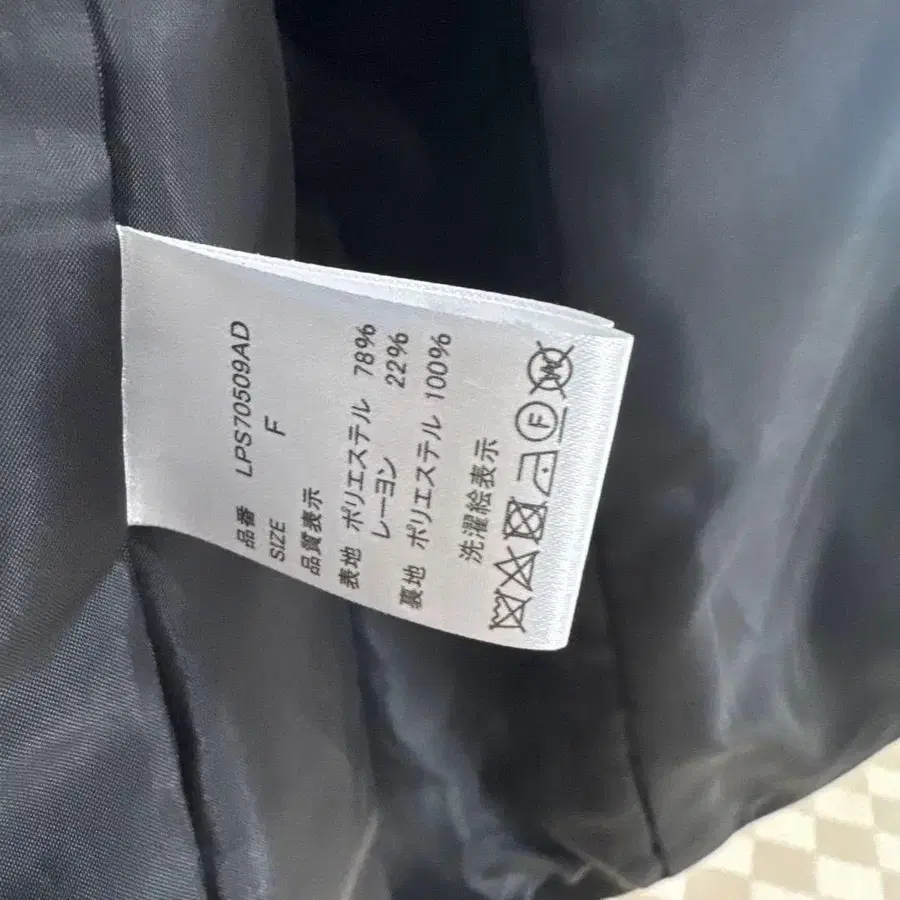 品番 LPS70509AD
SIZE F
品質表示
表地 ポリエステル 78%
レーヨン 22%
裏地 ポリエステル 100%
洗濯絵表示
F W